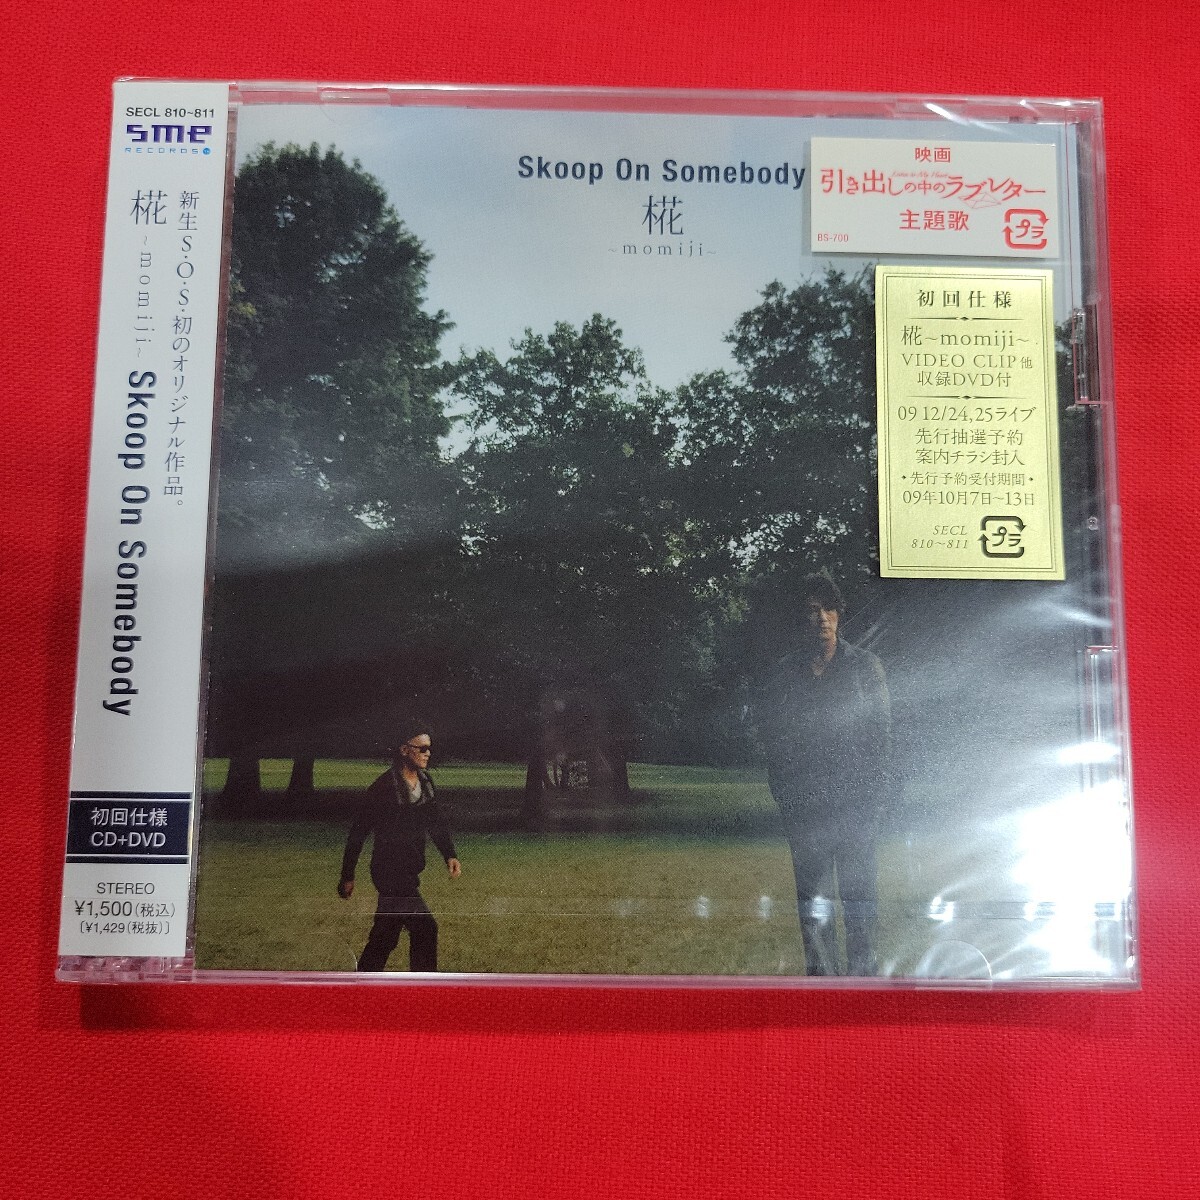 SECL 810~811
sme
RECORDS
新生S・O・S・初のオリジナル作品。
椛 ~momiji~ Skoop On Somebody
初回仕様
CD+DVD
STEREO
¥1,500(税込)
[¥1,429(税抜)]
Skoop On Somebody
椛
~momiji~
映画
引き出しの中のラブレター
主題歌
BS-700
プラ
初回仕様
椛~momiji~
VIDEO CLIP他
収録DVD付
09 12/24,25ライブ
先行抽選予約
案内チラシ封入
・先行予約受付期間・
09年10月7日~13日
SECL
810~811
プラ